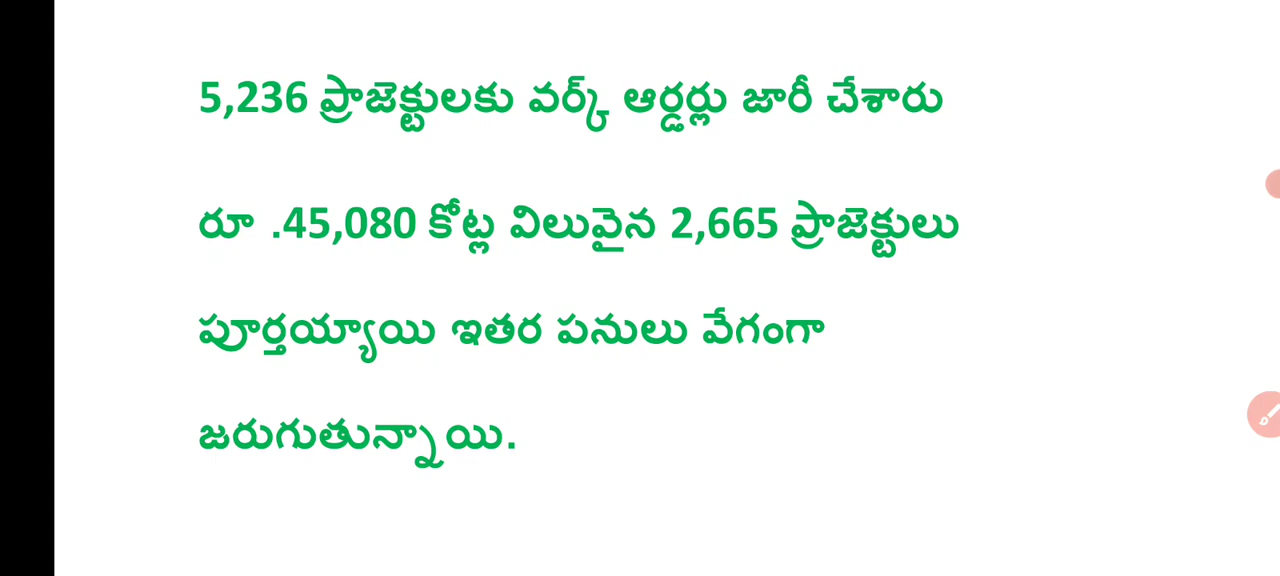 5,236 ప్రాజెక్టులకు వర్క్ ఆర్డర్లు జారీ చేశారు
రూ .45,080 కోట్ల విలువైన 2,665 ప్రాజెక్టులు
పూర్తయ్యాయి ఇతర పనులు వేగంగా
జరుగుతున్నాయి.